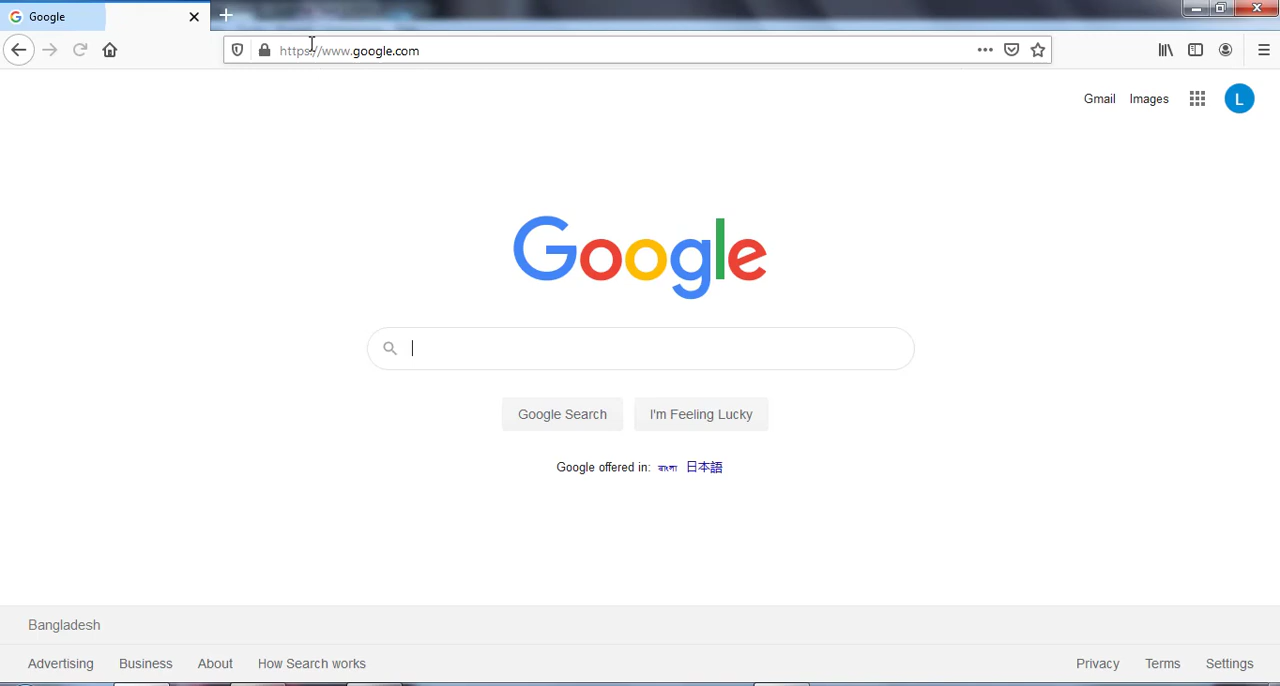 Google
https://www.google.com
Gmail Images L
Google
Google Search I'm Feeling Lucky
Google offered in: বাংলা 日本語
Bangladesh
Advertising Business About How Search works Privacy Terms Settings